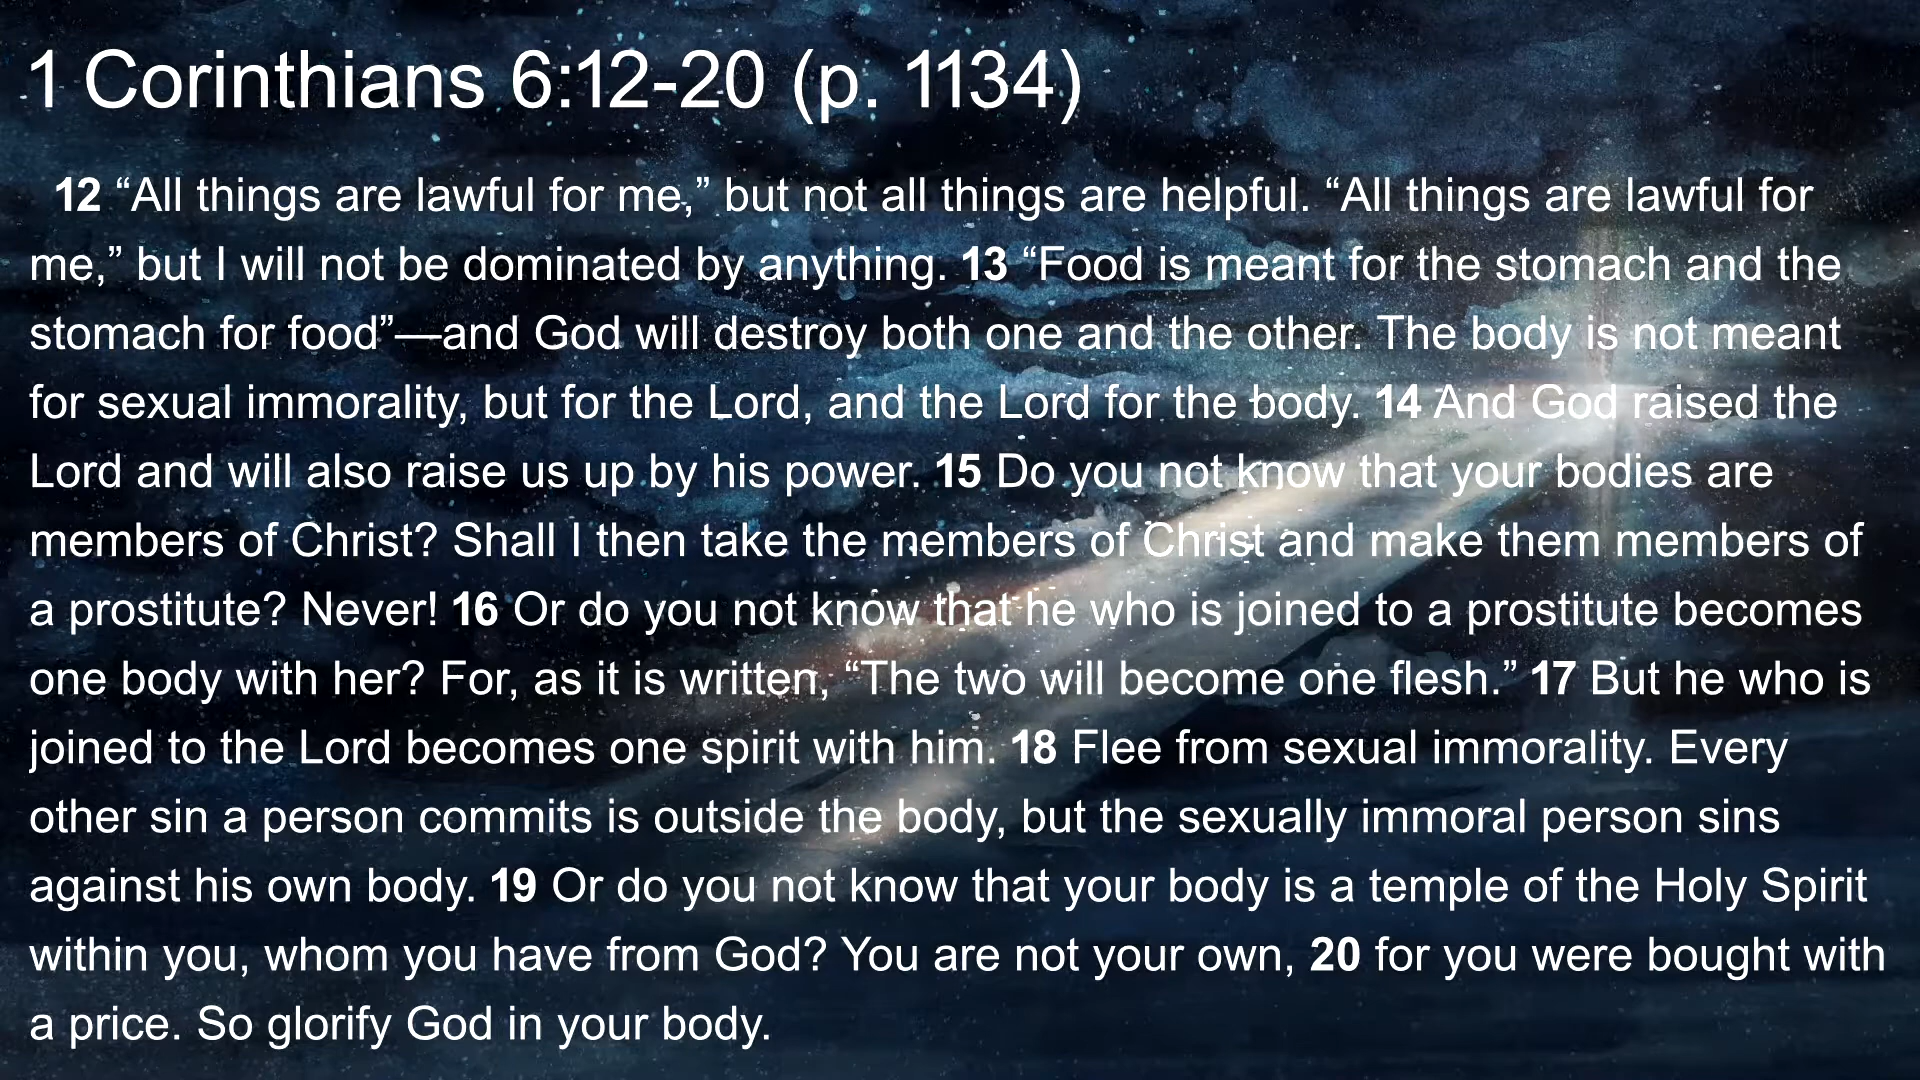 1 Corinthians 6:12-20 (p. 1134)
12 “All things are lawful for me,” but not all things are helpful. “All things are lawful for
me,” but I will not be dominated by anything. 13 “Food is meant for the stomach and the
stomach for food”—and God will destroy both one and the other. The body is not meant
for sexual immorality, but for the Lord, and the Lord for the body. 14 And God raised the
Lord and will also raise us up by his power. 15 Do you not know that your bodies are
members of Christ? Shall I then take the members of Christ and make them members of
a prostitute? Never! 16 Or do you not know that he who is joined to a prostitute becomes
one body with her? For, as it is written, “The two will become one flesh.” 17 But he who is
joined to the Lord becomes one spirit with him. 18 Flee from sexual immorality. Every
other sin a person commits is outside the body, but the sexually immoral person sins
against his own body. 19 Or do you not know that your body is a temple of the Holy Spirit
within you, whom you have from God? You are not your own, 20 for you were bought with
a price. So glorify God in your body.